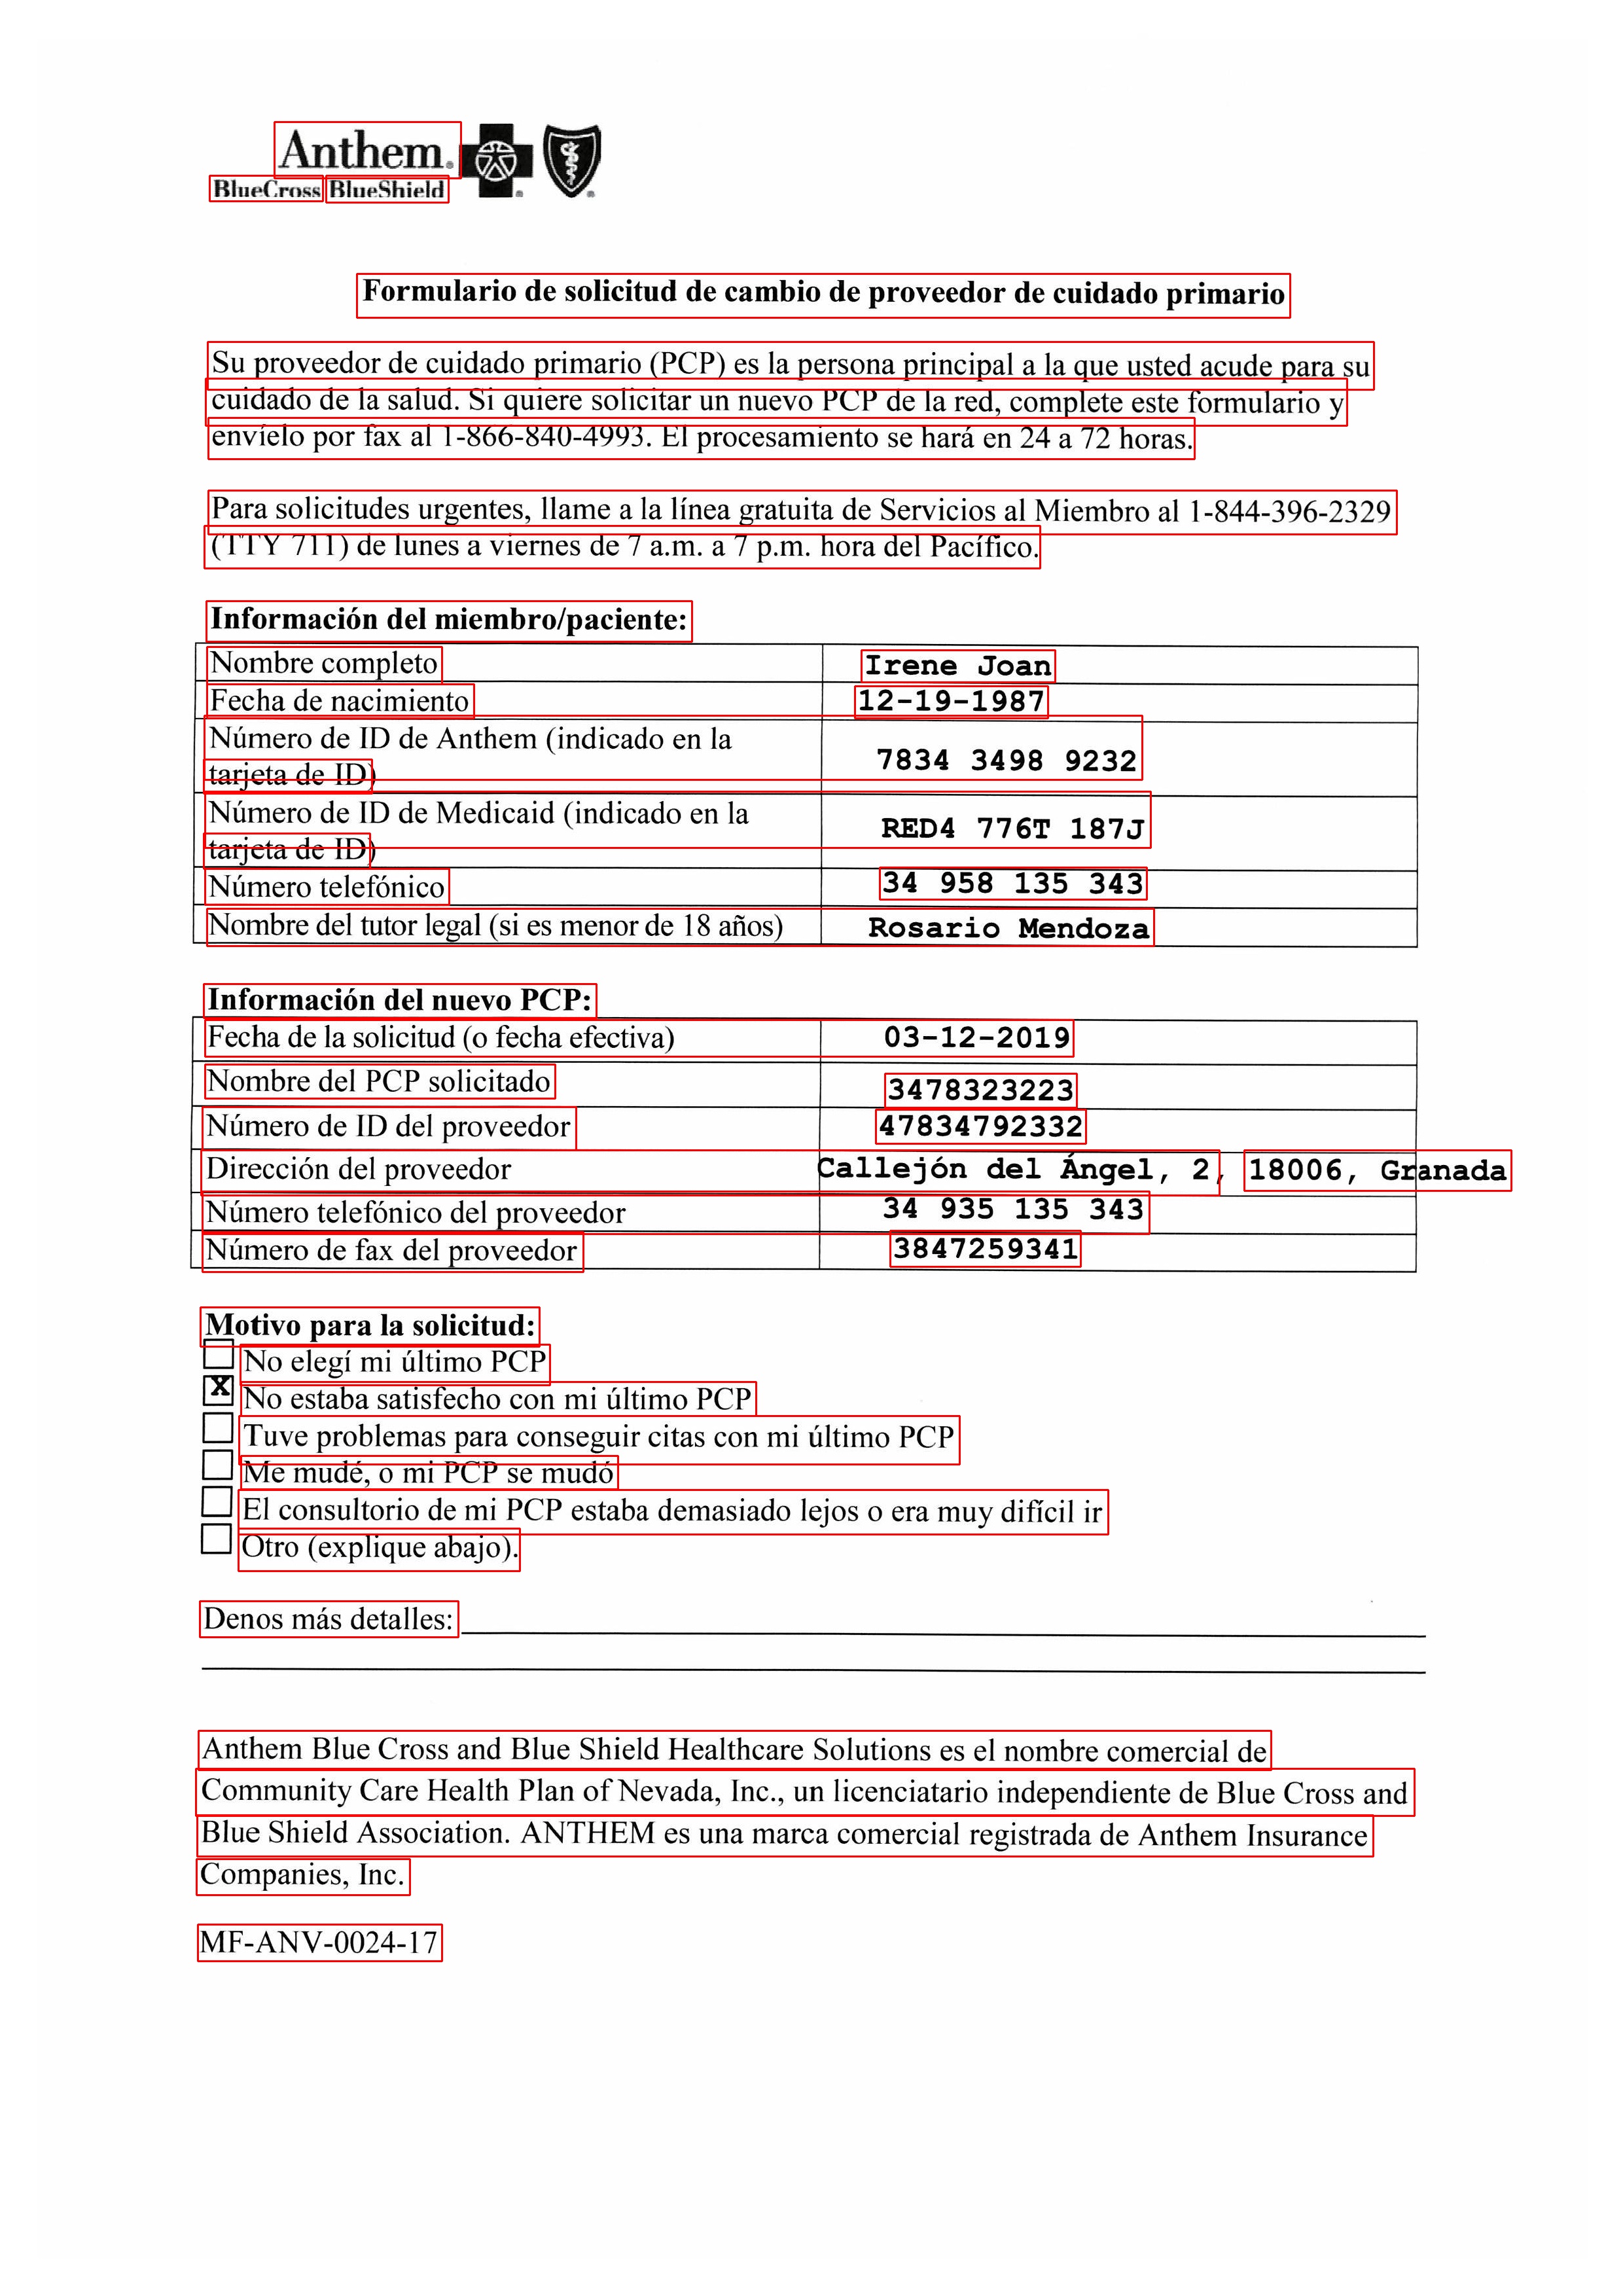 Anthem®
BlueCross BlueShield
Formulario de solicitud de cambio de proveedor de cuidado primario
Su proveedor de cuidado primario (PCP) es la persona principal a la que usted acude para su
cuidado de la salud. Si quiere solicitar un nuevo PCP de la red, complete este formulario y
envíelo por fax al 1-866-840-4993. El procesamiento se hará en 24 a 72 horas.
Para solicitudes urgentes, llame a la línea gratuita de Servicios al Miembro al 1-844-396-2329
(TTY 711) de lunes a viernes de 7 a.m. a 7 p.m. hora del Pacífico.
Información del miembro/paciente:
Nombre completo Irene Joan
Fecha de nacimiento 12-19-1987
Número de ID de Anthem (indicado en la
tarjeta de ID) 7834 3498 9232
Número de ID de Medicaid (indicado en la
tarjeta de ID) RED4 776T 187J
Número telefónico 34 958 135 343
Nombre del tutor legal (si es menor de 18 años) Rosario Mendoza
Información del nuevo PCP:
Fecha de la solicitud (o fecha efectiva) 03-12-2019
Nombre del PCP solicitado 3478323223
Número de ID del proveedor 47834792332
Dirección del proveedor Callejón del Ángel, 2, 18006, Granada
Número telefónico del proveedor 34 935 135 343
Número de fax del proveedor 3847259341
Motivo para la solicitud:
No elegí mi último PCP
X No estaba satisfecho con mi último PCP
Tuve problemas para conseguir citas con mi último PCP
Me mudé, o mi PCP se mudó
El consultorio de mi PCP estaba demasiado lejos o era muy difícil ir
Otro (explique abajo).
Denos más detalles:
Anthem Blue Cross and Blue Shield Healthcare Solutions es el nombre comercial de
Community Care Health Plan of Nevada, Inc., un licenciatario independiente de Blue Cross and
Blue Shield Association. ANTHEM es una marca comercial registrada de Anthem Insurance
Companies, Inc.
MF-ANV-0024-17